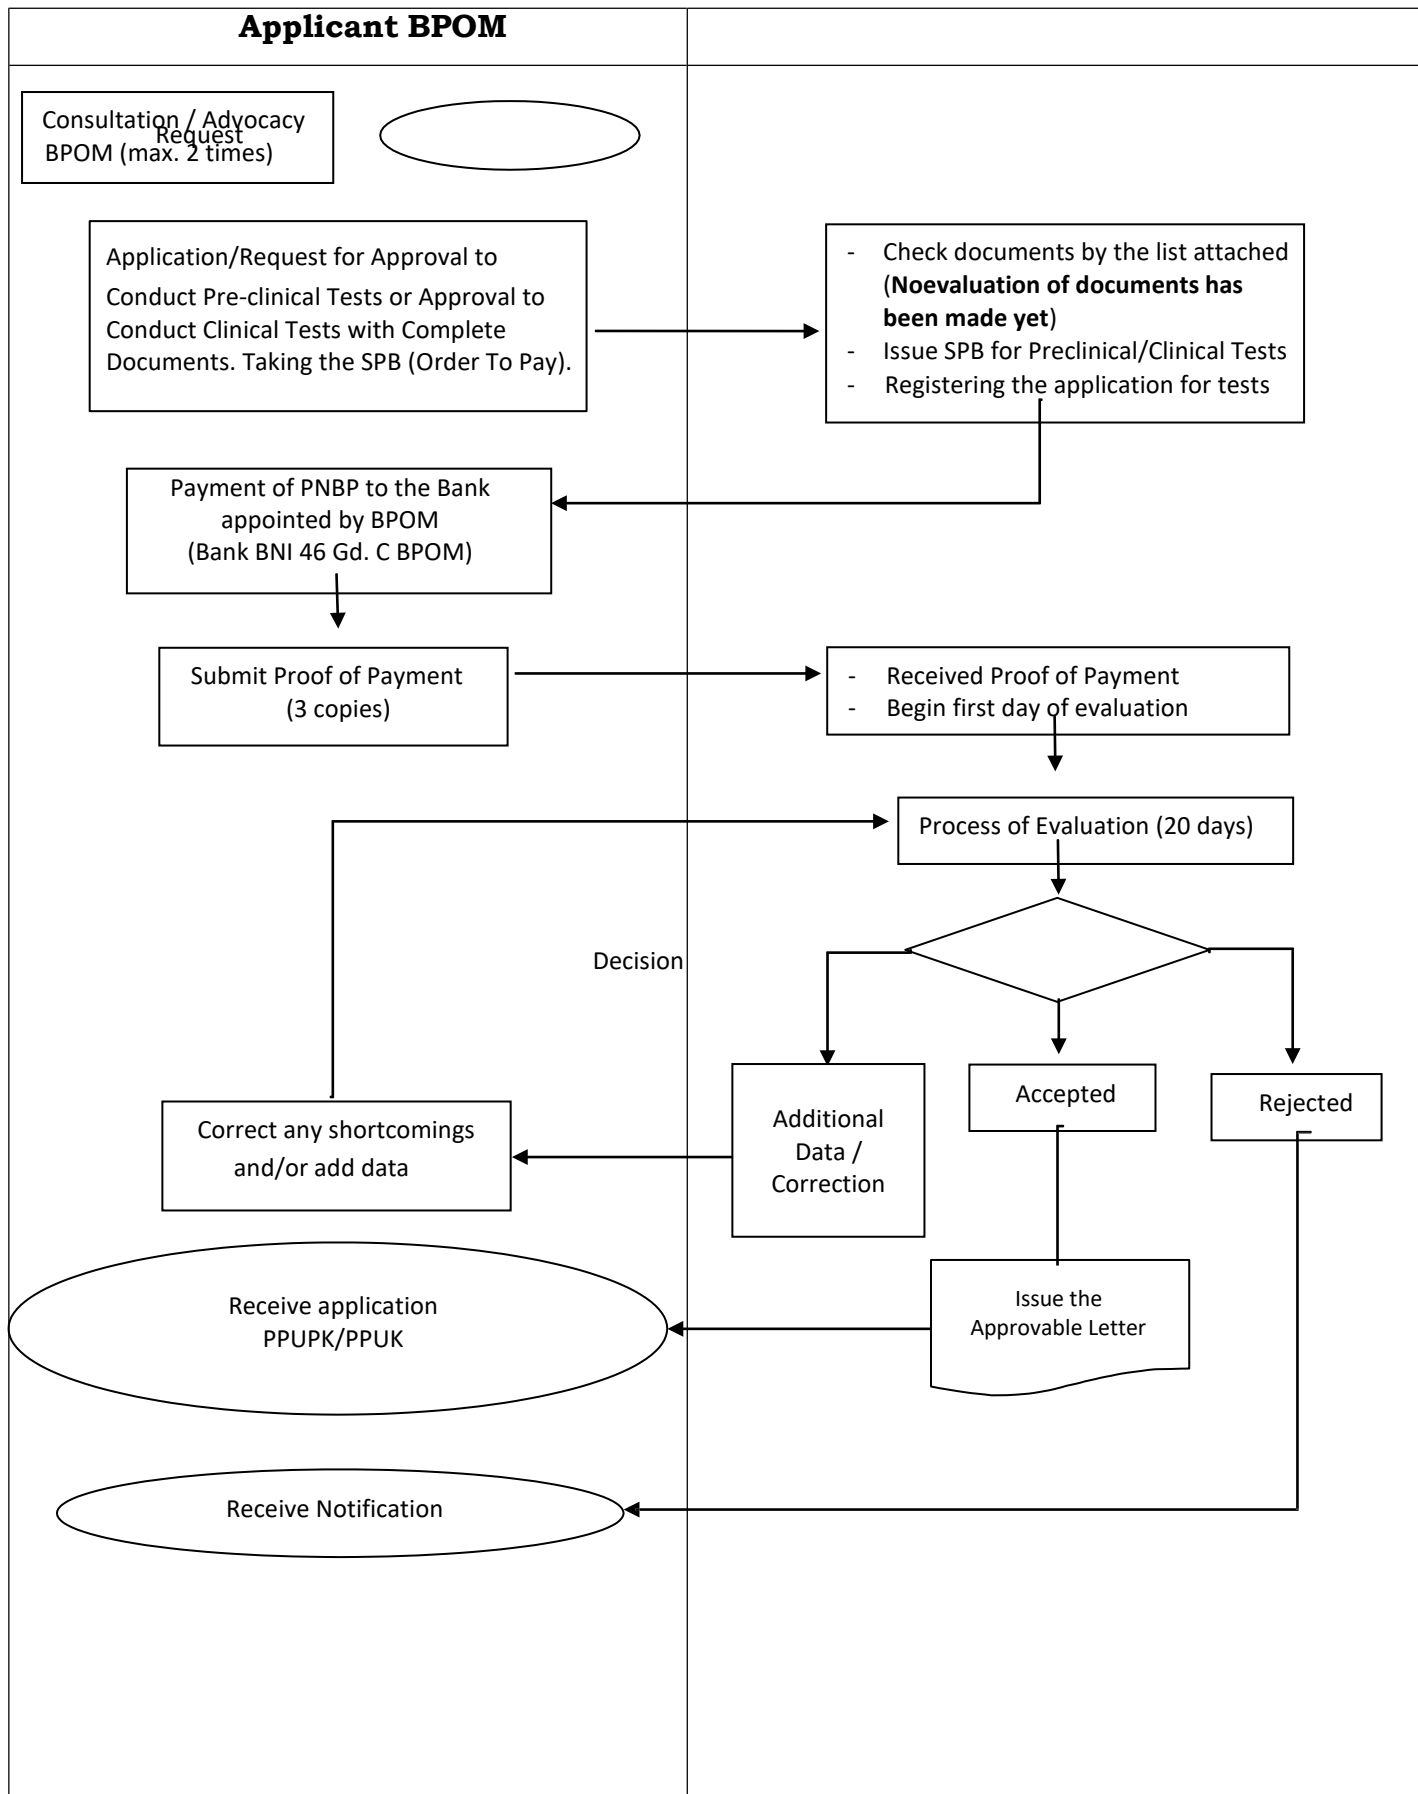 Applicant BPOM
Consultation / Advocacy
Request
BPOM (max. 2 times)
Application/Request for Approval to
Conduct Pre-clinical Tests or Approval to
Conduct Clinical Tests with Complete
Documents. Taking the SPB (Order To Pay).
- Check documents by the list attached
(Noevaluation of documents has
been made yet)
- Issue SPB for Preclinical/Clinical Tests
- Registering the application for tests
Payment of PNBP to the Bank
appointed by BPOM
(Bank BNI 46 Gd. C BPOM)
Submit Proof of Payment
(3 copies)
- Received Proof of Payment
- Begin first day of evaluation
Process of Evaluation (20 days)
Decision
Additional
Data /
Correction
Accepted
Rejected
Correct any shortcomings
and/or add data
Issue the
Approvable Letter
Receive application
PPUPK/PPUK
Receive Notification